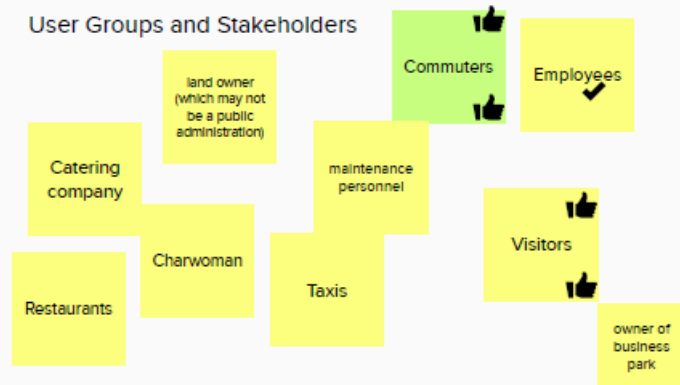 User Groups and Stakeholders
Commuters
Employees
land owner
(which may not
be a public
administration)
Catering
company
maintenance
personnel
Charwoman
Visitors
Taxis
Restaurants
owner of
business
park